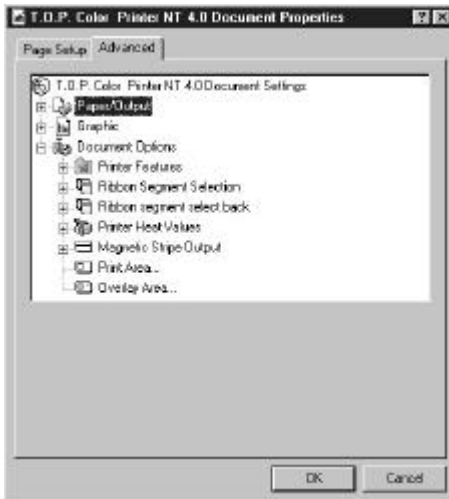 T.O.P. Color Printer NT 4.0 Document Properties
Page Setup Advanced
T.O.P. Color Printer NT 4.0 Document Settings
Paper/Output
Graphic
Document Options
Printer Features
Ribbon Segment Selection
Ribbon segment select back
Printer Heat Values
Magnetic Stripe Output
Print Area...
Overlay Area...
OK Cancel